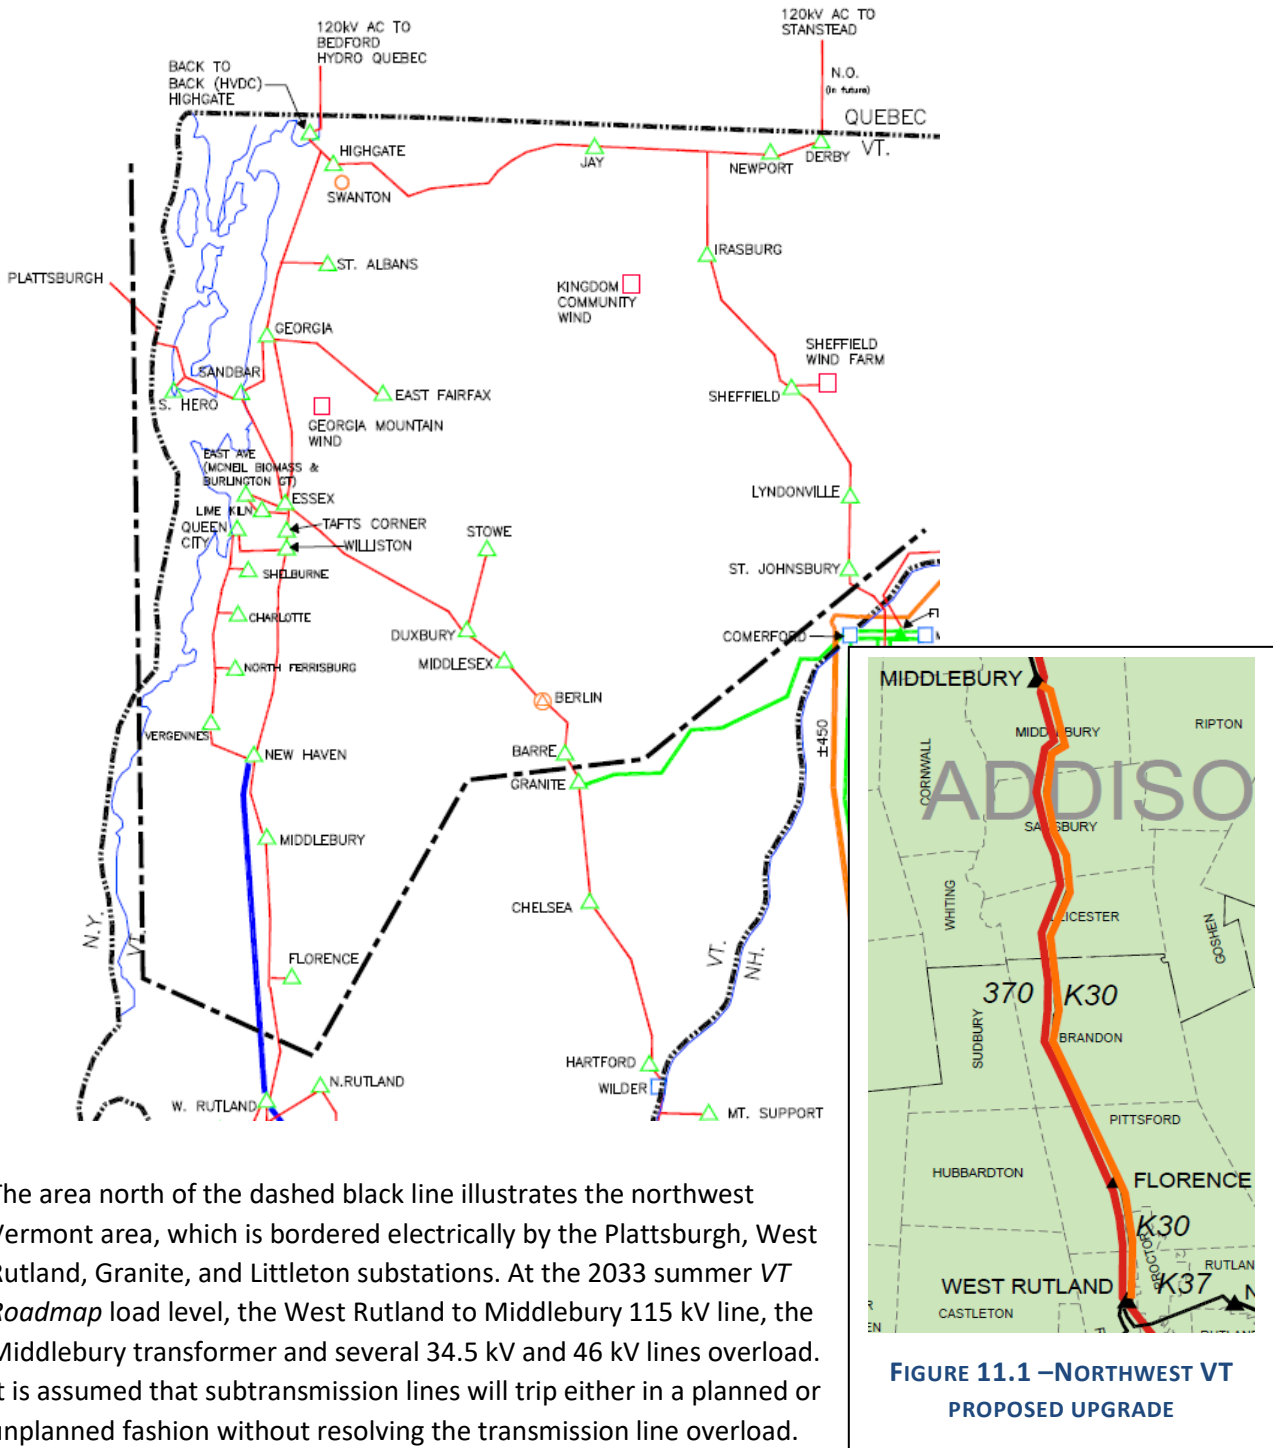 120kV AC TO
BEDFORD
HYDRO QUEBEC
120kV AC TO
STANSTEAD
BACK TO
BACK (HVDC)
HIGHGATE
N.O.
(in future)
QUEBEC
VT.
HIGHGATE
SWANTON
JAY
NEWPORT
DERBY
ST. ALBANS
IRASBURG
PLATTSBURGH
KINGDOM
COMMUNITY
WIND
GEORGIA
SHEFFIELD
WIND FARM
SANDBAR
S. HERO
EAST FAIRFAX
SHEFFIELD
GEORGIA MOUNTAIN
WIND
EAST AVE
(MCNEIL BIOMASS &
BURLINGTON GT)
LYNDONVILLE
ESSEX
LIME KILN
QUEEN
CITY
TAFTS CORNER
STOWE
WILLISTON
SHELBURNE
ST. JOHNSBURY
CHARLOTTE
DUXBURY
COMERFORD
MIDDLESEX
NORTH FERRISBURG
BERLIN
VERGENNES
NEW HAVEN
BARRE
GRANITE
±450
MIDDLEBURY
CHELSEA
N.Y.
VT.
VT.
NH.
FLORENCE
HARTFORD
WILDER
N.RUTLAND
W. RUTLAND
MT. SUPPORT
MIDDLEBURY
MIDDLEBURY
RIPTON
CORNWALL
ADDISO
SALISBURY
WHITING
LEICESTER
GOSHEN
370 K30
SUDBURY
BRANDON
PITTSFORD
HUBBARDTON
FLORENCE
K30
PROCTOR
RUTLAN
WEST RUTLAND
K37
CASTLETON
The area north of the dashed black line illustrates the northwest
Vermont area, which is bordered electrically by the Plattsburgh, West
Rutland, Granite, and Littleton substations. At the 2033 summer VT
Roadmap load level, the West Rutland to Middlebury 115 kV line, the
Middlebury transformer and several 34.5 kV and 46 kV lines overload.
It is assumed that subtransmission lines will trip either in a planned or
unplanned fashion without resolving the transmission line overload.
FIGURE 11.1 –NORTHWEST VT
PROPOSED UPGRADE